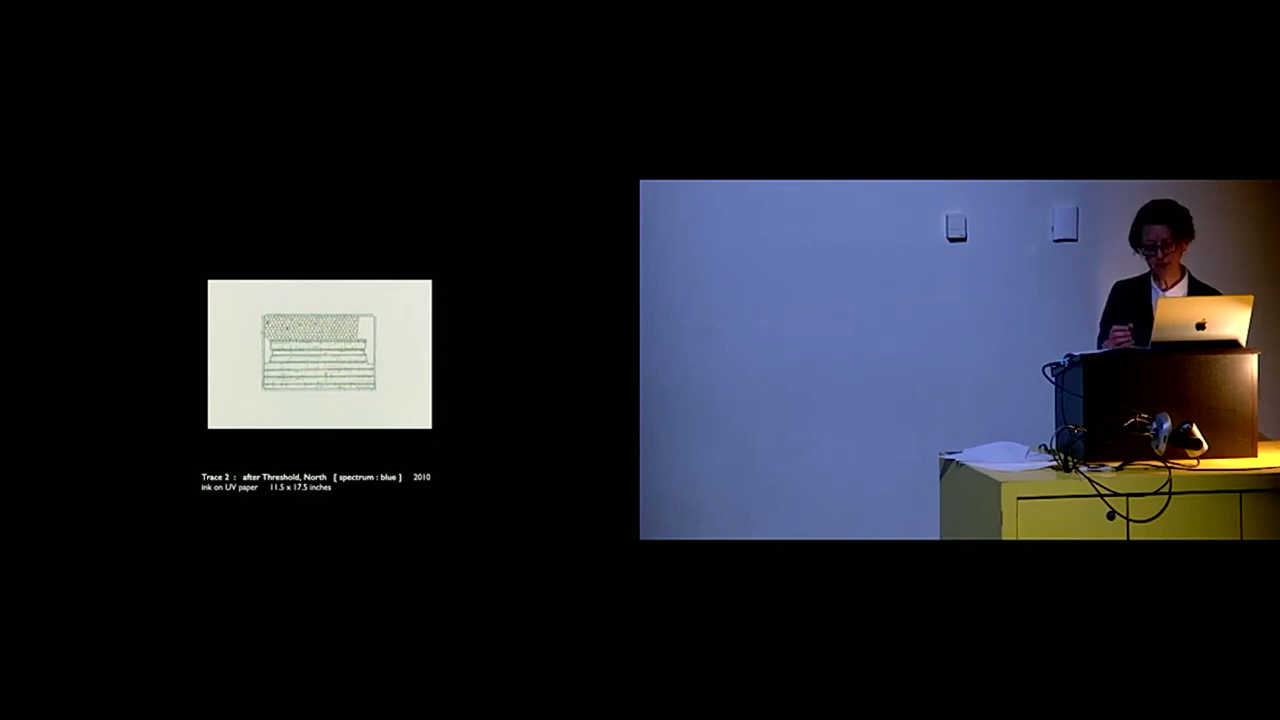 Trace 2 : after Threshold, North [ spectrum : blue ] 2010
ink on UV paper 11.5 x 17.5 inches